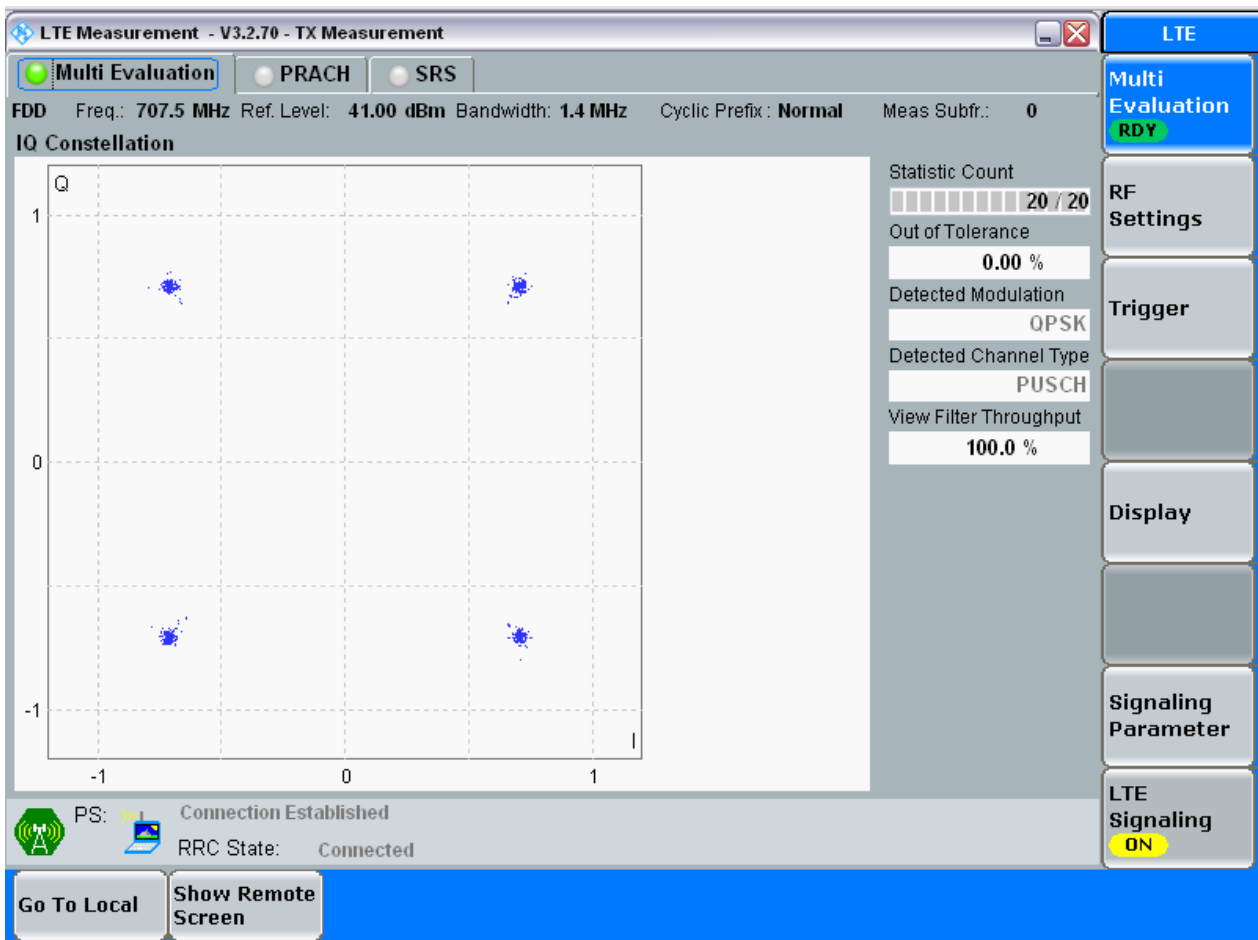 LTE Measurement - V3.2.70 - TX Measurement
LTE
Multi Evaluation PRACH SRS
Multi Evaluation
RDY
FDD Freq.: 707.5 MHz Ref. Level: 41.00 dBm Bandwidth: 1.4 MHz Cyclic Prefix : Normal Meas Subfr.: 0
IQ Constellation
Q
1
0
-1
I
-1 0 1
Statistic Count
20 / 20
Out of Tolerance
0.00 %
Detected Modulation
QPSK
Detected Channel Type
PUSCH
View Filter Throughput
100.0 %
RF
Settings
Trigger
Display
Signaling
Parameter
LTE
Signaling
ON
PS: Connection Established
RRC State: Connected
Go To Local
Show Remote
Screen